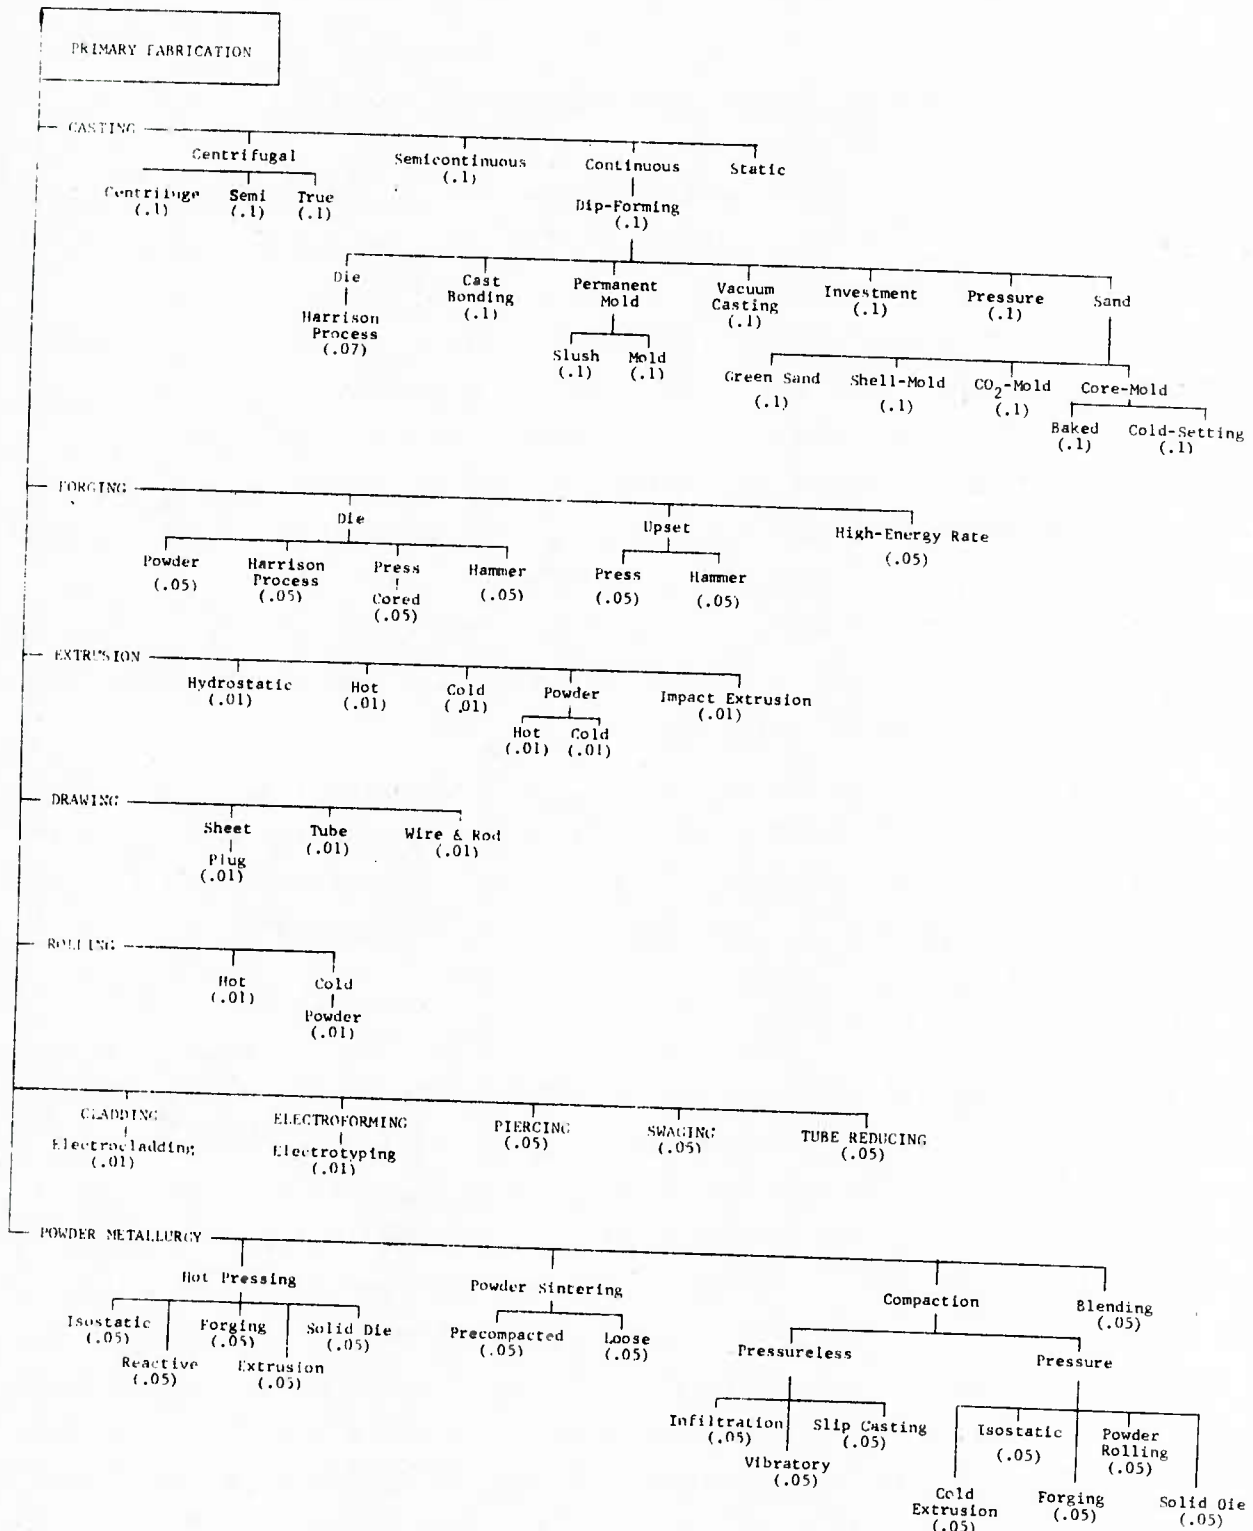 PRIMARY FABRICATION
CASTING
Centrifugal
Semicontinuous
(.1)
Continuous
Static
Centrifuge
(.1)
Semi
(.1)
True
(.1)
Dip-Forming
(.1)
Die
Harrison
Process
(.07)
Cast
Bonding
(.1)
Permanent
Mold
Vacuum
Casting
(.1)
Investment
(.1)
Pressure
(.1)
Sand
Slush
(.1)
Mold
(.1)
Green Sand
(.1)
Shell-Mold
(.1)
CO2-Mold
(.1)
Core-Mold
Baked
(.1)
Cold-Setting
(.1)
FORGING
Die
Upset
High-Energy Rate
(.05)
Powder
(.05)
Harrison
Process
(.05)
Press
Cored
(.05)
Hammer
(.05)
Press
(.05)
Hammer
(.05)
EXTRUSION
Hydrostatic
(.01)
Hot
(.01)
Cold
(.01)
Powder
Impact Extrusion
(.01)
Hot
(.01)
Cold
(.01)
DRAWING
Sheet
Plug
(.01)
Tube
(.01)
Wire & Rod
(.01)
ROLLING
Hot
(.01)
Cold
Powder
(.01)
CLADDING
Electrocladding
(.01)
ELECTROFORMING
Electrotyping
(.01)
PIERCING
(.05)
SWAGING
(.05)
TUBE REDUCING
(.05)
POWDER METALLURGY
Hot Pressing
Powder Sintering
Compaction
Blending
(.05)
Isostatic
(.05)
Reactive
(.05)
Forging
(.05)
Extrusion
(.05)
Solid Die
(.05)
Precompacted
(.05)
Loose
(.05)
Pressureless
Pressure
Infiltration
(.05)
Vibratory
(.05)
Slip Casting
(.05)
Cold
Extrusion
(.05)
Isostatic
(.05)
Forging
(.05)
Powder
Rolling
(.05)
Solid Die
(.05)